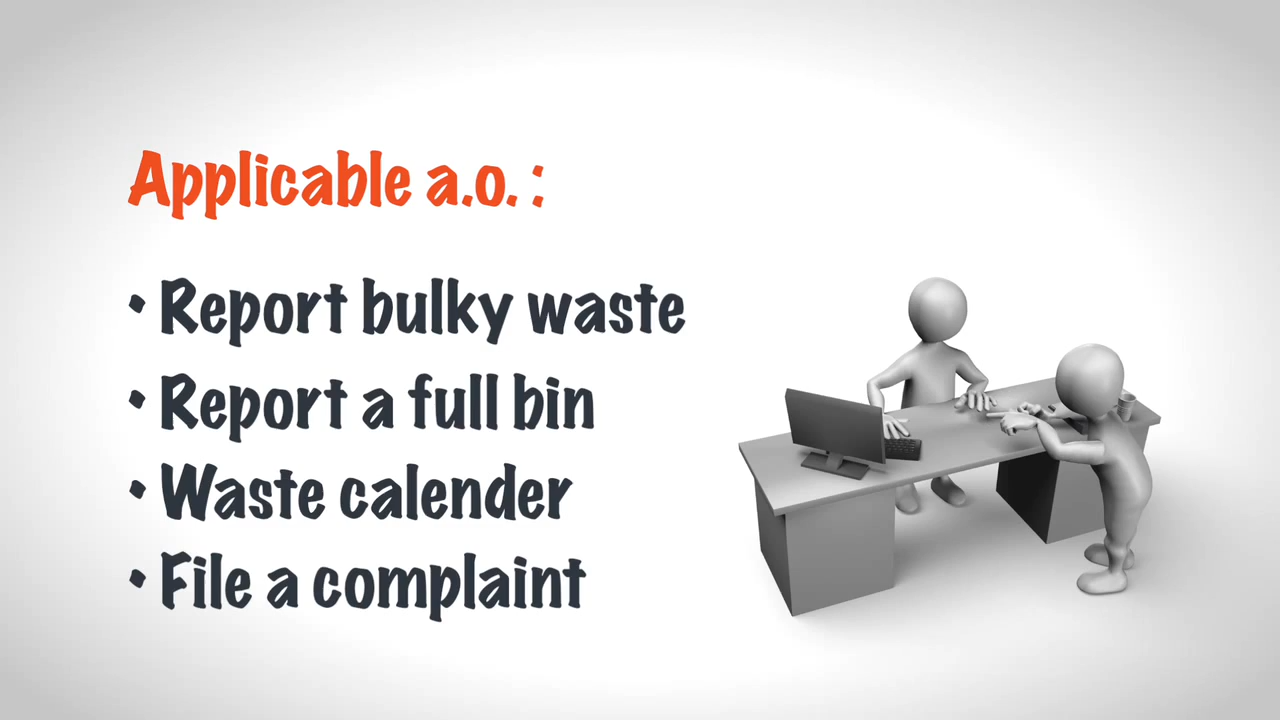 Applicable a.o. :
• Report bulky waste
• Report a full bin
• Waste calender
• File a complaint